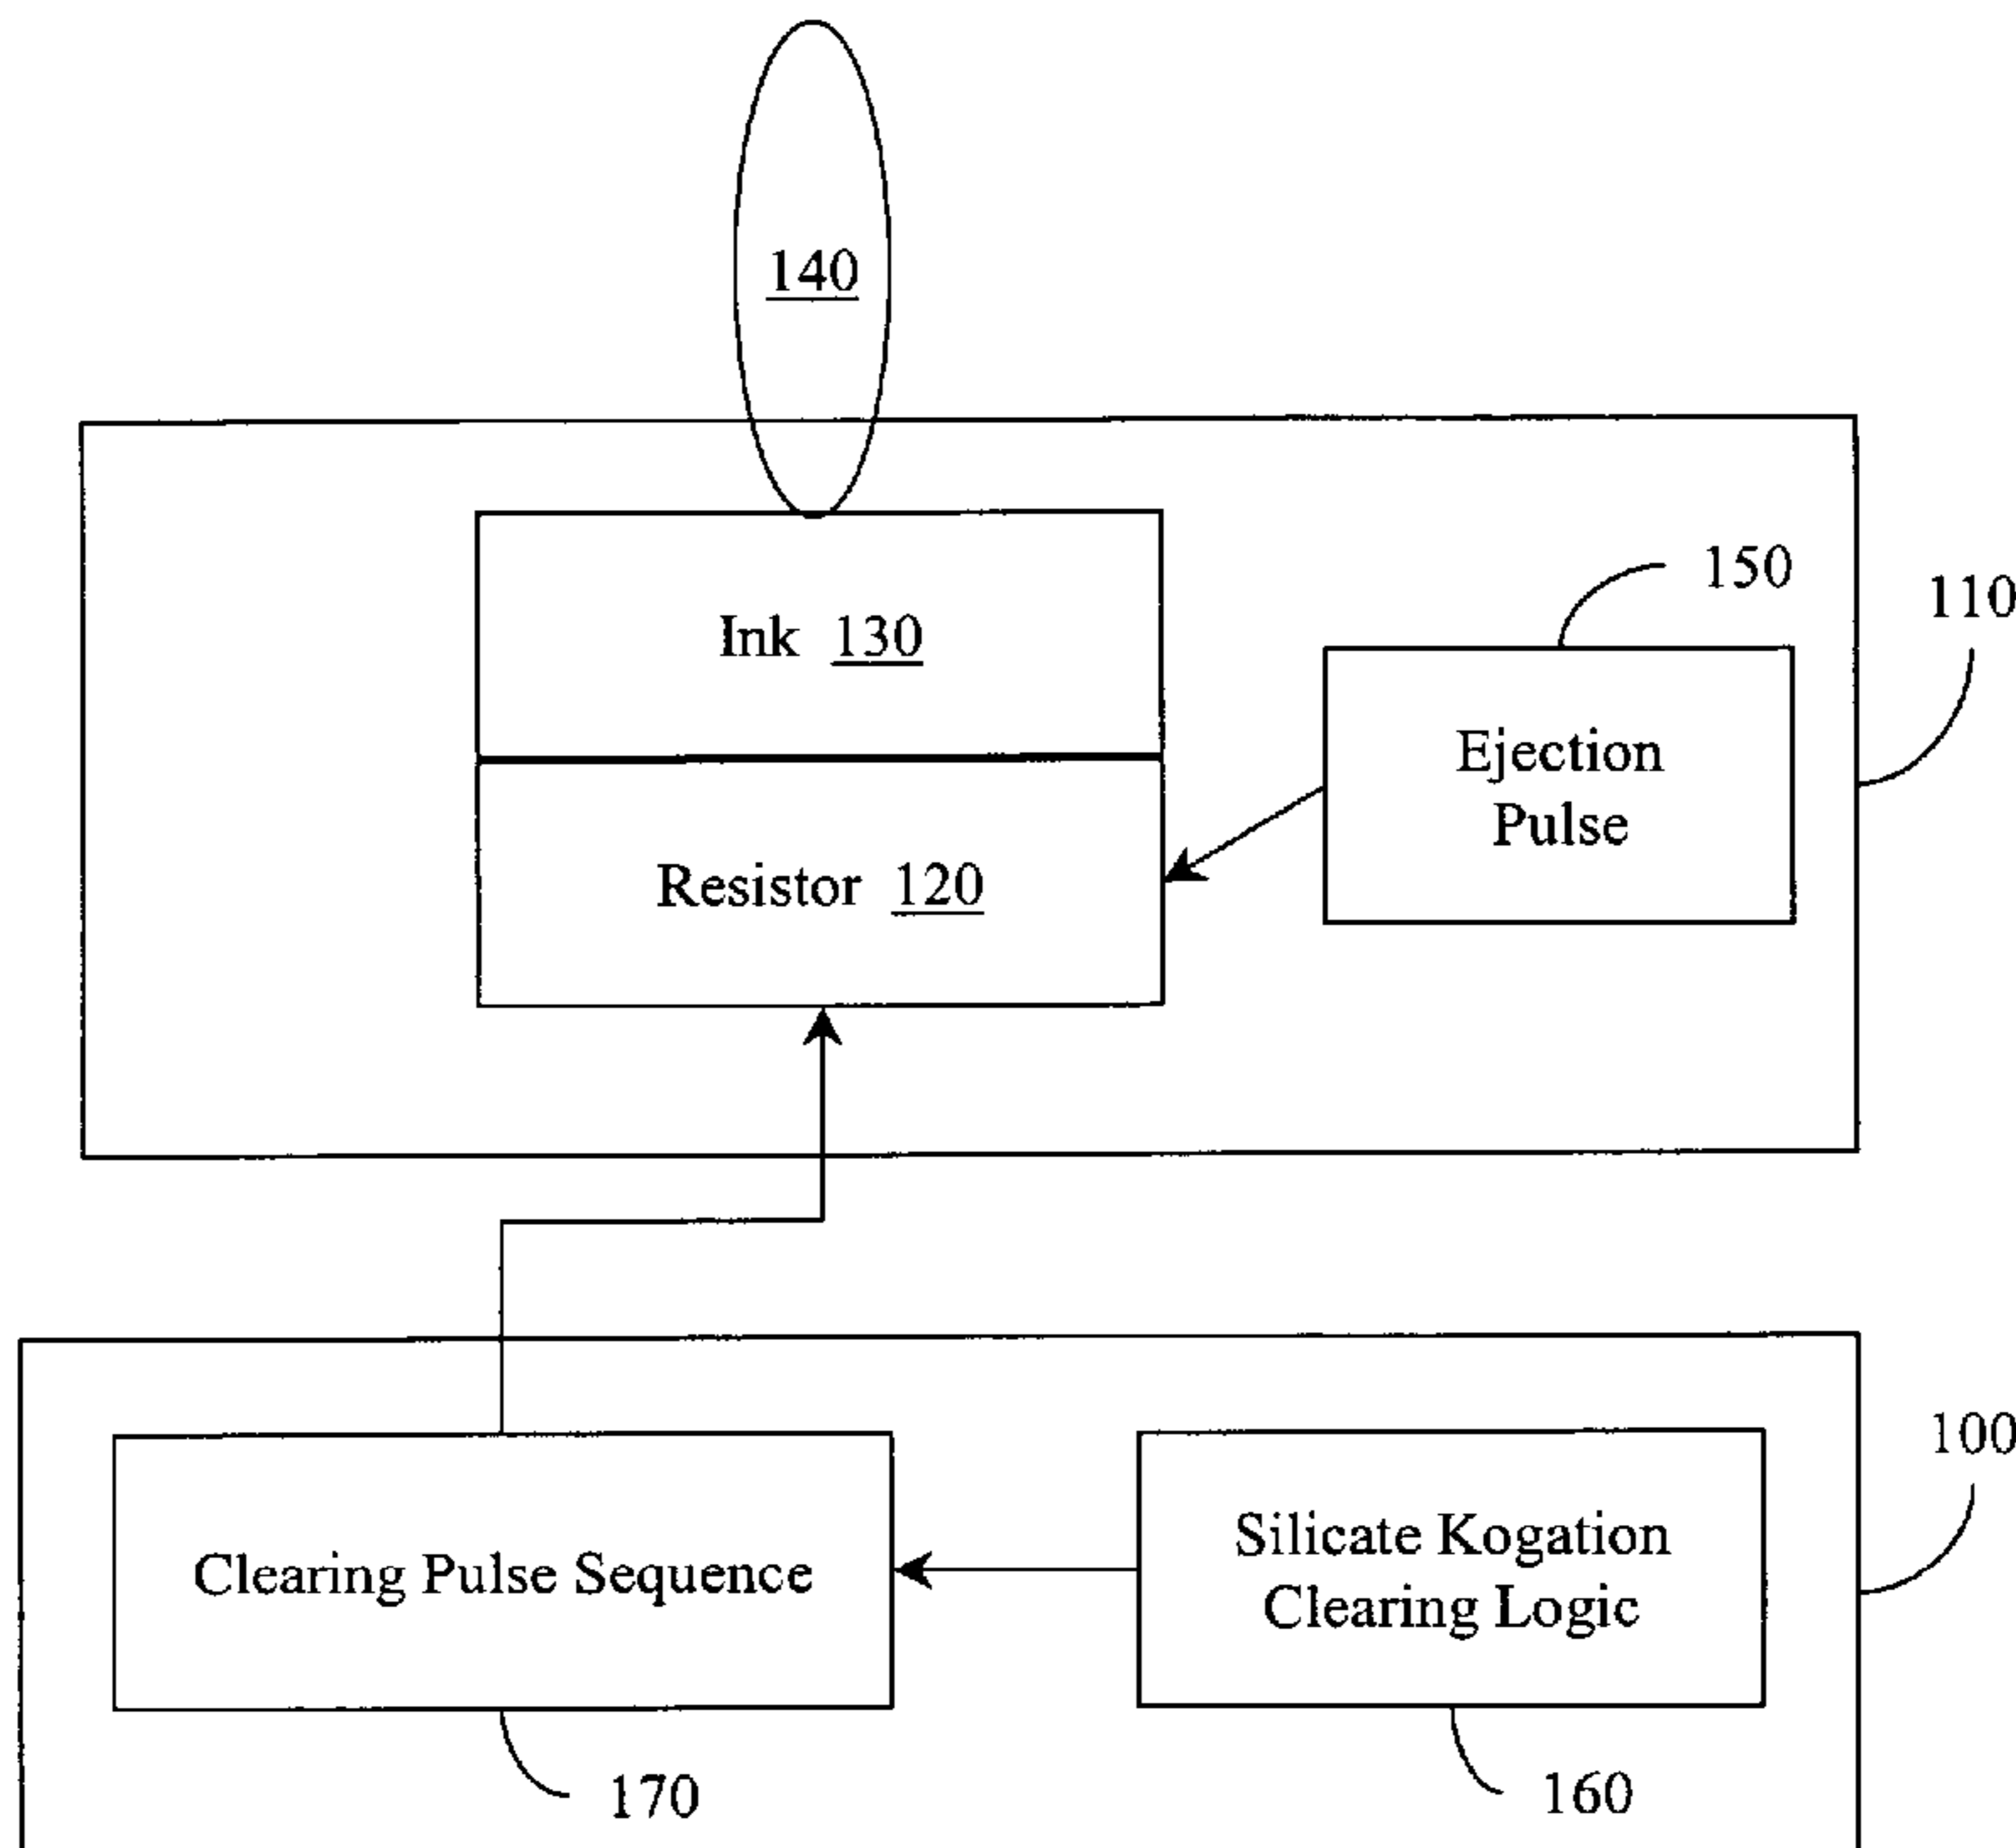 140
150
110
Ink 130
Ejection
Pulse
Resistor 120
100
Silicate Kogation
Clearing Logic
Clearing Pulse Sequence
170
160